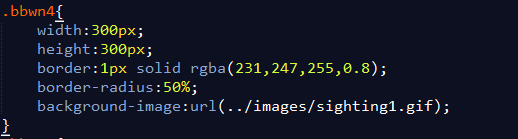 .bbwn4{
width:300px;
height:300px;
border:1px solid rgba(231,247,255,0.8);
border-radius:50%;
background-image:url(../images/sighting1.gif);
}